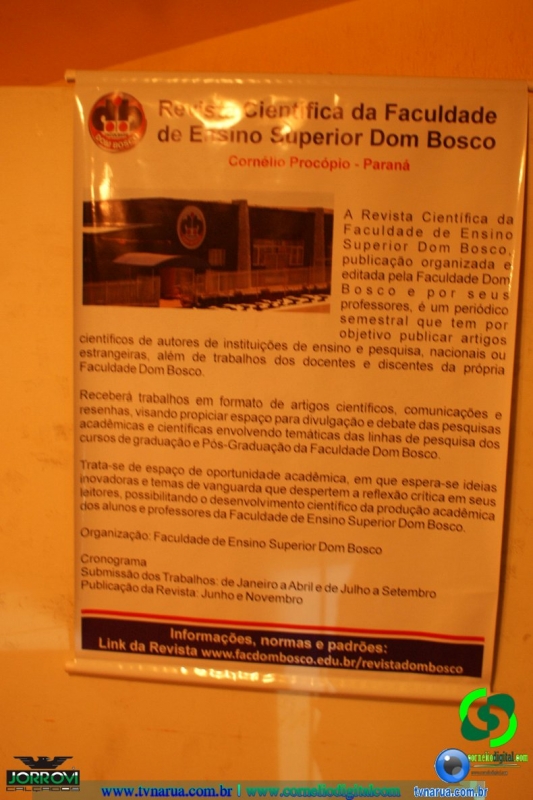 Revista Científica da Faculdade
de Ensino Superior Dom Bosco
Cornélio Procópio - Paraná
DOM BOSCO
A Revista Científica da
Faculdade de Ensino
Superior Dom Bosco,
publicação organizada e
editada pela Faculdade Dom
Bosco e por seus
professores, é um periódico
semestral que tem por
objetivo publicar artigos
científicos de autores de instituições de ensino e pesquisa, nacionais ou
estrangeiras, além de trabalhos dos docentes e discentes da própria
Faculdade Dom Bosco.
Receberá trabalhos em formato de artigos científicos, comunicações e
resenhas, visando propiciar espaço para divulgação e debate das pesquisas
acadêmicas e científicas envolvendo temáticas das linhas de pesquisa dos
cursos de graduação e Pós-Graduação da Faculdade Dom Bosco.
Trata-se de espaço de oportunidade acadêmica, em que espera-se ideias
inovadoras e temas de vanguarda que despertem a reflexão crítica em seus
leitores, possibilitando o desenvolvimento científico da produção acadêmica
dos alunos e professores da Faculdade de Ensino Superior Dom Bosco.
Organização: Faculdade de Ensino Superior Dom Bosco
Cronograma
Submissão dos Trabalhos: de Janeiro a Abril e de Julho a Setembro
Publicação da Revista: Junho e Novembro
Informações, normas e padrões:
Link da Revista www.facdombosco.edu.br/revistadombosco
corneliodigital.com
JORROVI
CALÇADOS
www.tvnarua.com.br | www.corneliodigital.com
tvnarua.com.br